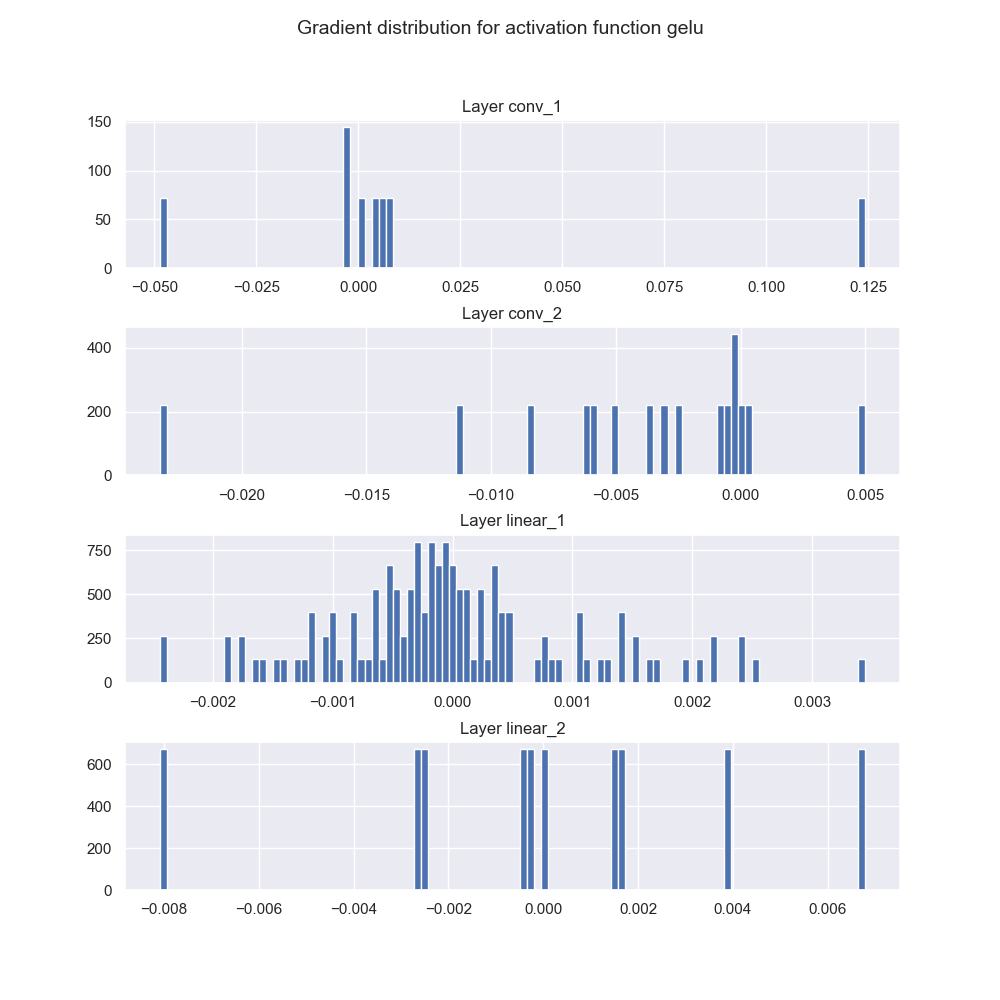 Gradient distribution for activation function gelu
Layer conv_1
150
100
50
0
−0.050 −0.025 0.000 0.025 0.050 0.075 0.100 0.125
Layer conv_2
400
200
0
−0.020 −0.015 −0.010 −0.005 0.000 0.005
Layer linear_1
750
500
250
0
−0.002 −0.001 0.000 0.001 0.002 0.003
Layer linear_2
600
400
200
0
−0.008 −0.006 −0.004 −0.002 0.000 0.002 0.004 0.006